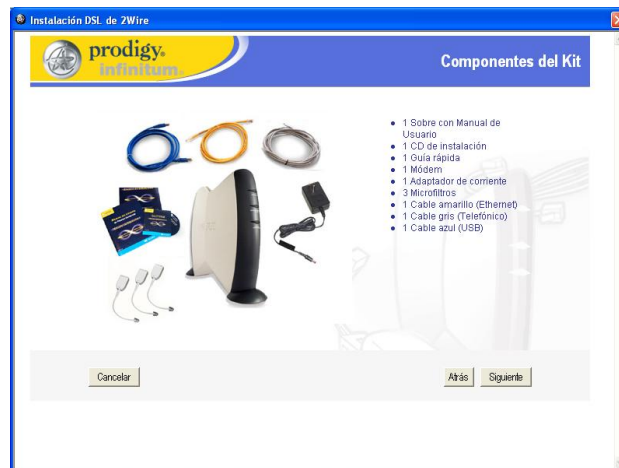 Instalación DSL de 2Wire
prodigy.
infinitum.
Componentes del Kit
1 Sobre con Manual de
Usuario
1 CD de instalación
1 Guía rápida
1 Módem
1 Adaptador de corriente
3 Microfiltros
1 Cable amarillo (Ethernet)
1 Cable gris (Telefónico)
1 Cable azul (USB)
Cancelar
Atrás
Siguiente